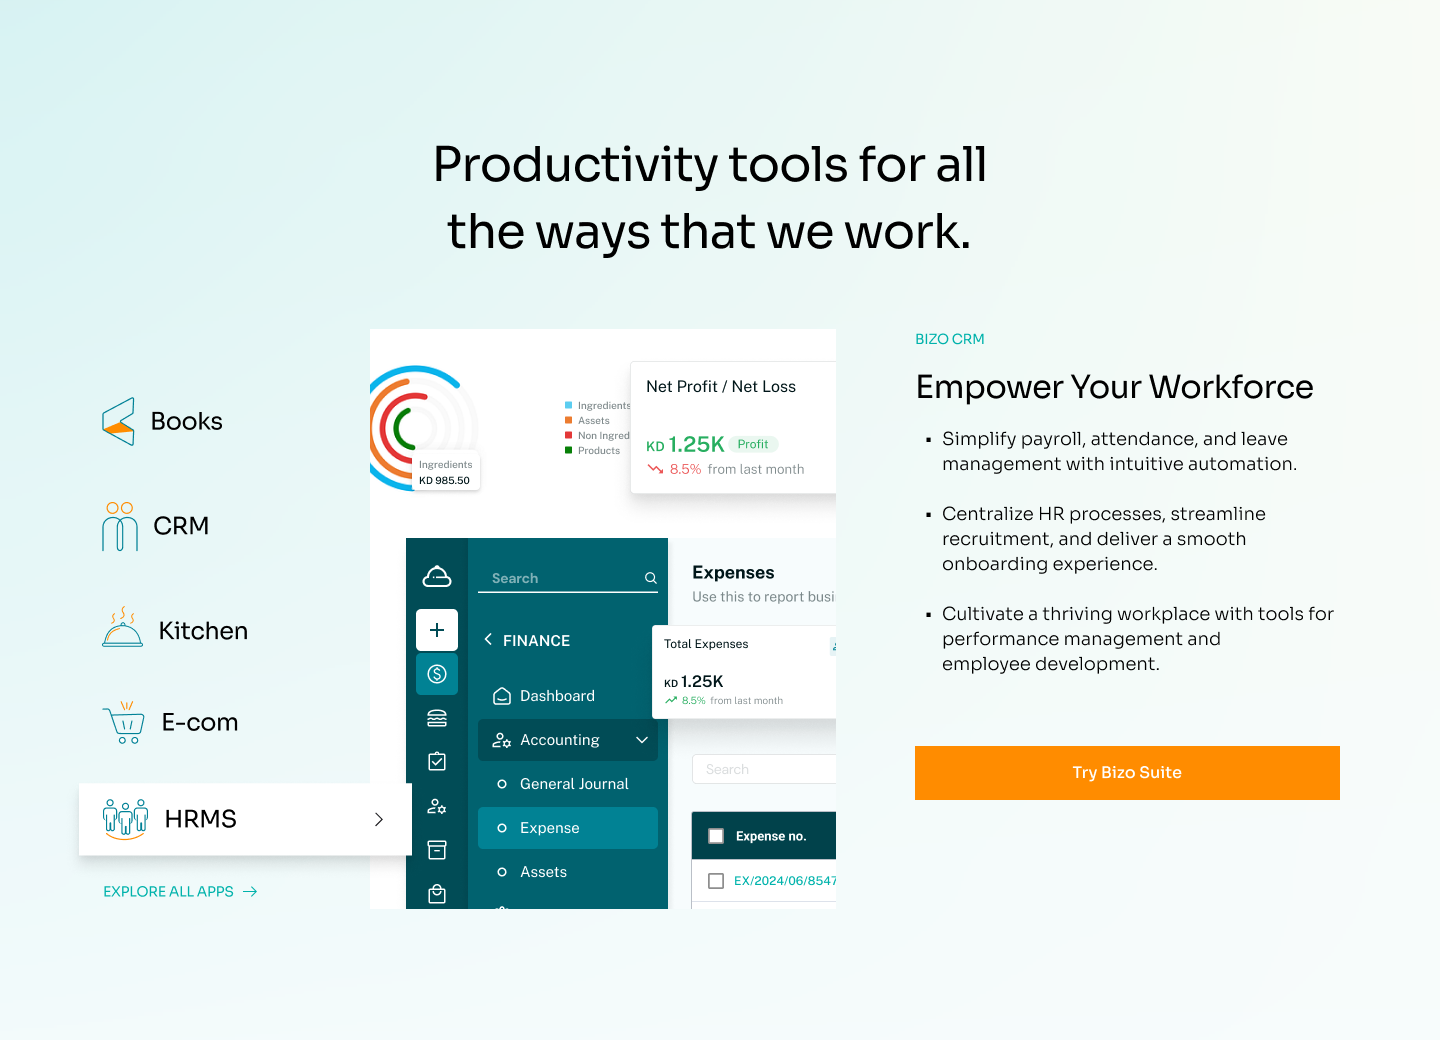 Productivity tools for all
the ways that we work.
Books
CRM
Kitchen
E-com
HRMS
EXPLORE ALL APPS
Ingredients
KD 985.50
Ingredients
Assets
Non Ingred
Products
Net Profit / Net Loss
KD 1.25K Profit
8.5% from last month
Search
FINANCE
Dashboard
Accounting
General Journal
Expense
Assets
Expenses
Use this to report busi
Total Expenses
KD 1.25K
8.5% from last month
Search
Expense no.
EX/2024/06/8547
BIZO CRM
Empower Your Workforce
▪ Simplify payroll, attendance, and leave
management with intuitive automation.
▪ Centralize HR processes, streamline
recruitment, and deliver a smooth
onboarding experience.
▪ Cultivate a thriving workplace with tools for
performance management and
employee development.
Try Bizo Suite